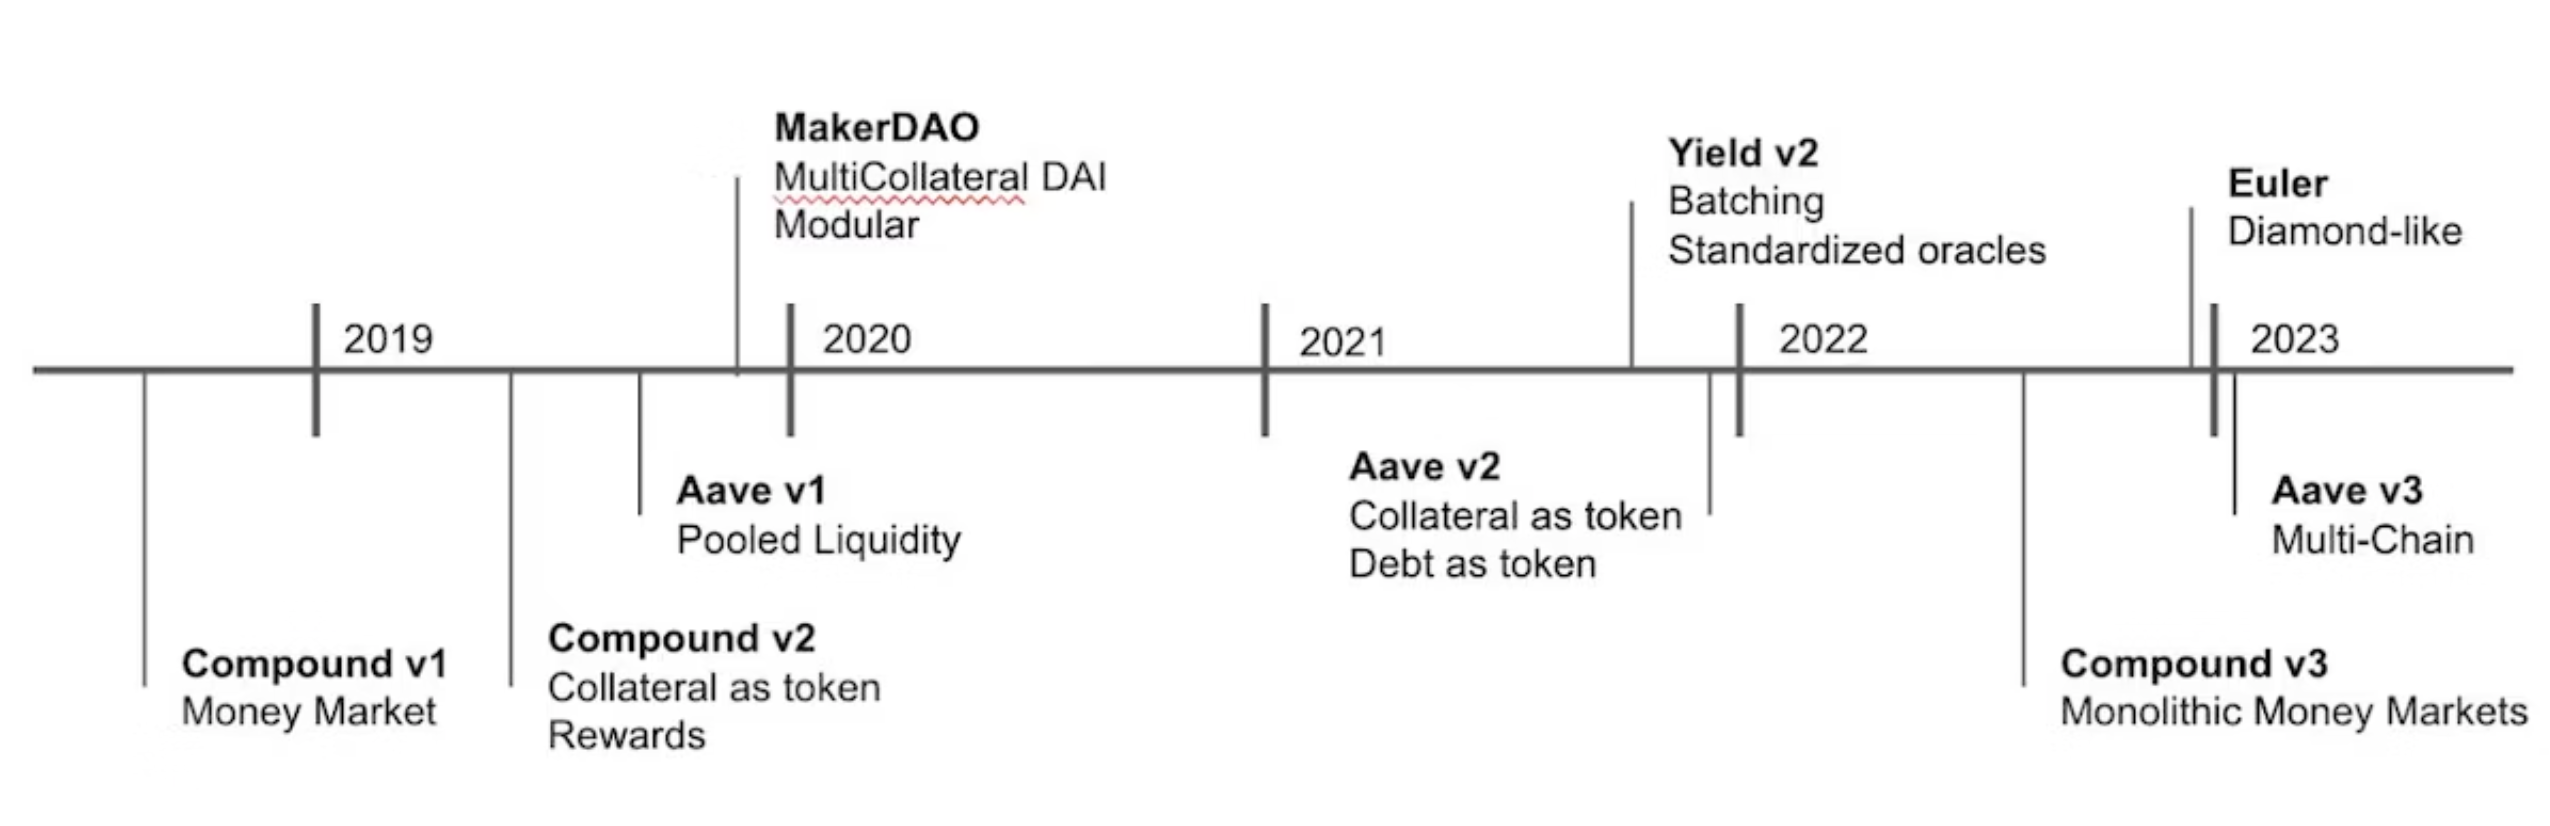 MakerDAO
MultiCollateral DAI
Modular
Yield v2
Batching
Standardized oracles
Euler
Diamond-like
2019
2020
2021
2022
2023
Aave v1
Pooled Liquidity
Aave v2
Collateral as token
Debt as token
Aave v3
Multi-Chain
Compound v1
Money Market
Compound v2
Collateral as token
Rewards
Compound v3
Monolithic Money Markets